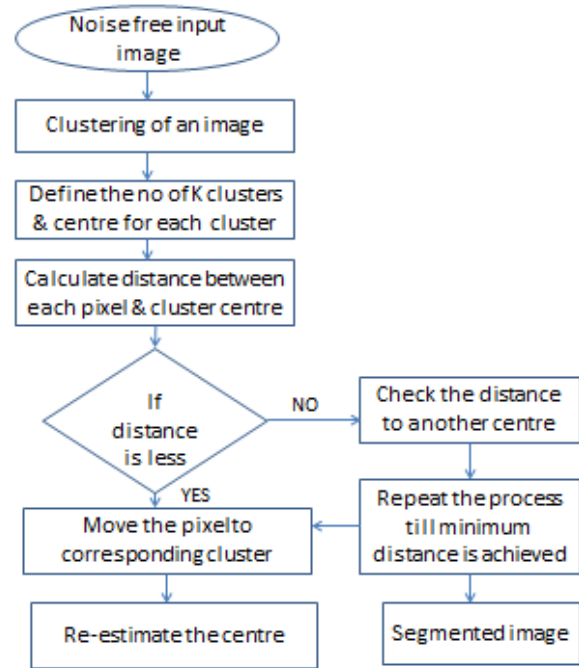 Noise free input
image
Clustering of an image
Define the no of K clusters
& centre for each cluster
Calculate distance between
each pixel & cluster centre
If
distance
is less
NO
Check the distance
to another centre
YES
Move the pixel to
corresponding cluster
Repeat the process
till minimum
distance is achieved
Re-estimate the centre
Segmented image